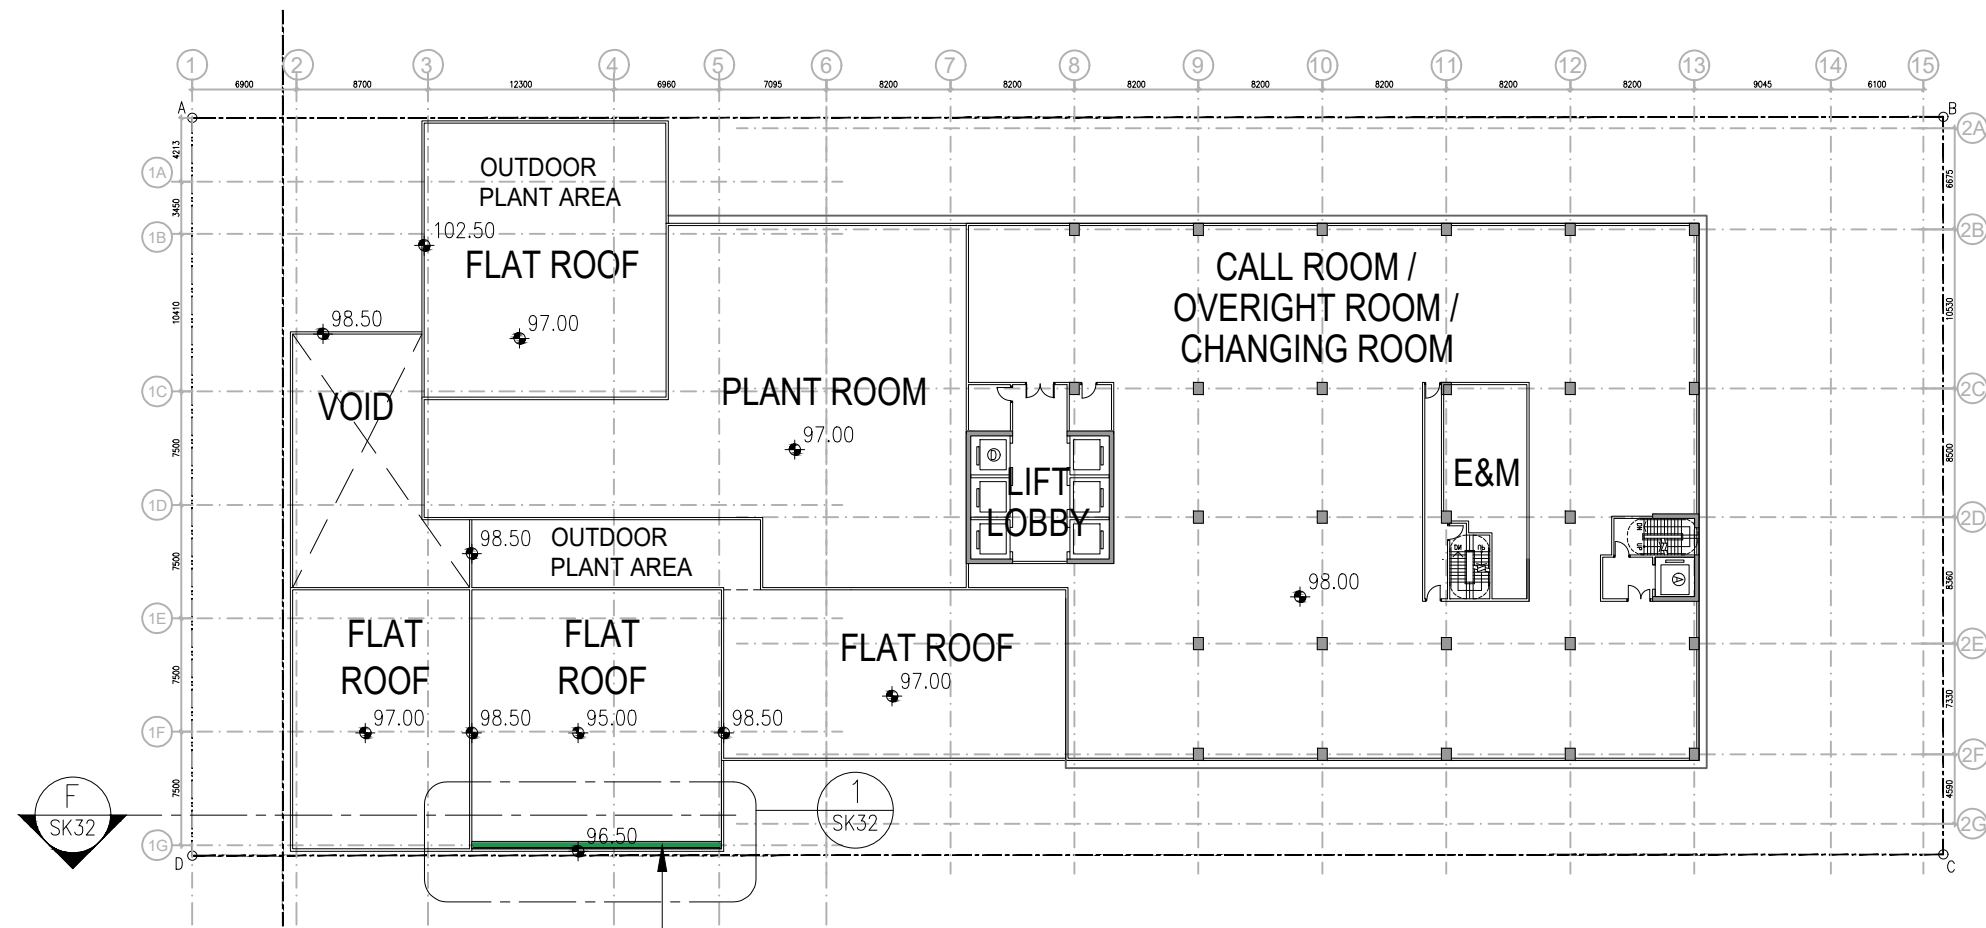 1 2 3 4 5 6 7 8 9 10 11 12 13 14 15
6900 8700 12300 6960 7095 8200 8200 8200 8200 8200 8200 8200 9045 6100
A
B
2A
4213
1A
3450
1B
10410
1C
7500
1D
7500
1E
7500
1F
7500
1G
D
6675
2B
10530
2C
8500
2D
8360
2E
7330
2F
4590
2G
C
OUTDOOR
PLANT AREA
102.50
FLAT ROOF
97.00
98.50
VOID
PLANT ROOM
97.00
CALL ROOM /
OVERIGHT ROOM /
CHANGING ROOM
D
LIFT
LOBBY
E&M
DN
UP
DN
UP
A
98.00
98.50
OUTDOOR
PLANT AREA
FLAT
ROOF
97.00
FLAT
ROOF
98.50
95.00
98.50
FLAT ROOF
97.00
96.50
F
SK32
1
SK32